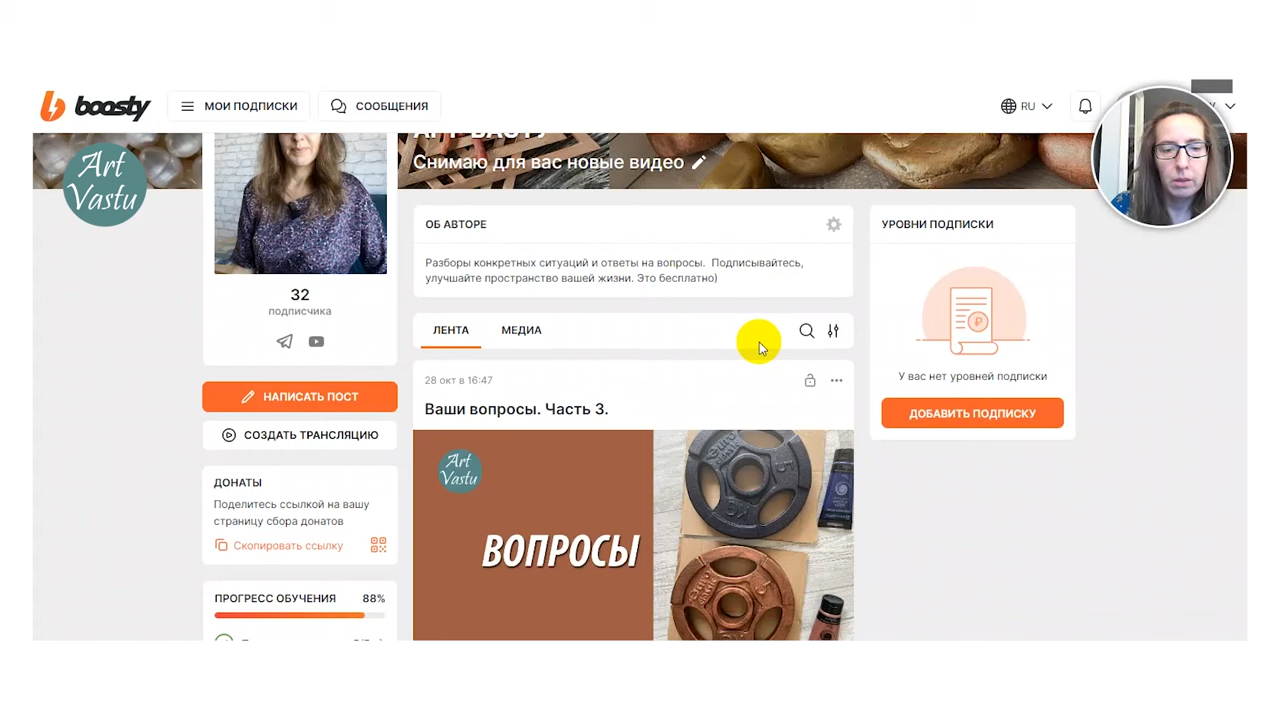 boosty
МОИ ПОДПИСКИ
СООБЩЕНИЯ
RU
Art
Vastu
Снимаю для вас новые видео
ОБ АВТОРЕ
Разборы конкретных ситуаций и ответы на вопросы. Подписывайтесь,
улучшайте пространство вашей жизни. Это бесплатно)
УРОВНИ ПОДПИСКИ
У вас нет уровней подписки
ДОБАВИТЬ ПОДПИСКУ
32
подписчика
НАПИСАТЬ ПОСТ
СОЗДАТЬ ТРАНСЛЯЦИЮ
ДОНАТЫ
Поделитесь ссылкой на вашу
страницу сбора донатов
Скопировать ссылку
ПРОГРЕСС ОБУЧЕНИЯ 88%
ЛЕНТА
МЕДИА
28 окт в 16:47
Ваши вопросы. Часть 3.
Art
Vastu
ВОПРОСЫ